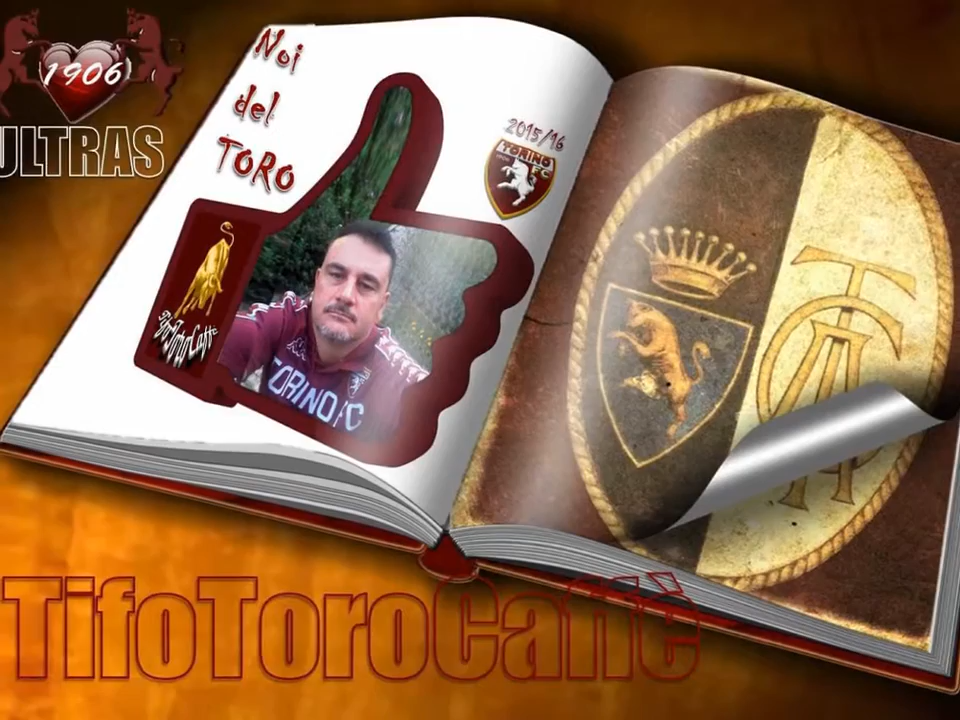 1906
ULTRAS
Noi
del
TORO
2015/16
TORINO
FC
TifoToroCaffè
TORINO FC
TifoToroCaffè